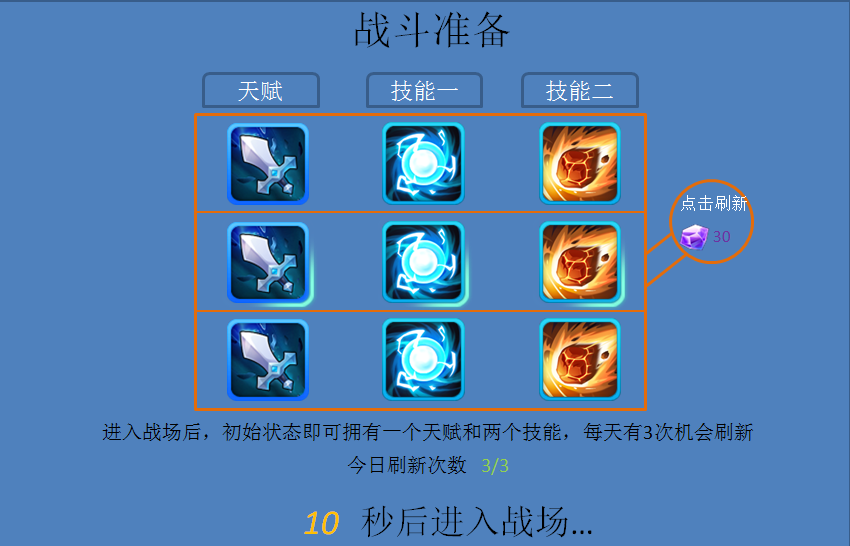 战斗准备
天赋 技能一 技能二
点击刷新
30
进入战场后，初始状态即可拥有一个天赋和两个技能，每天有3次机会刷新
今日刷新次数 3/3
10 秒后进入战场...